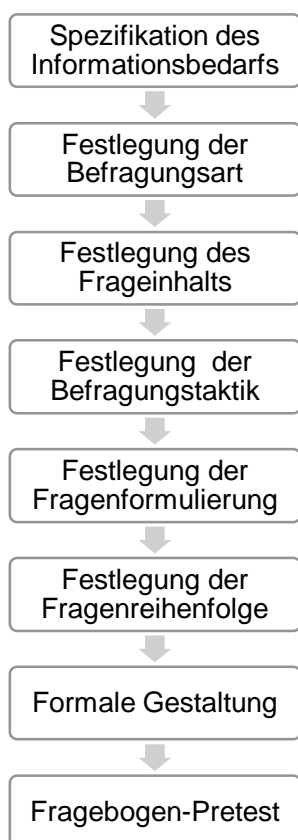 Spezifikation des
Informationsbedarfs
Festlegung der
Befragungsart
Festlegung des
Frageinhalts
Festlegung der
Befragungstaktik
Festlegung der
Fragenformulierung
Festlegung der
Fragenreihenfolge
Formale Gestaltung
Fragebogen-Pretest